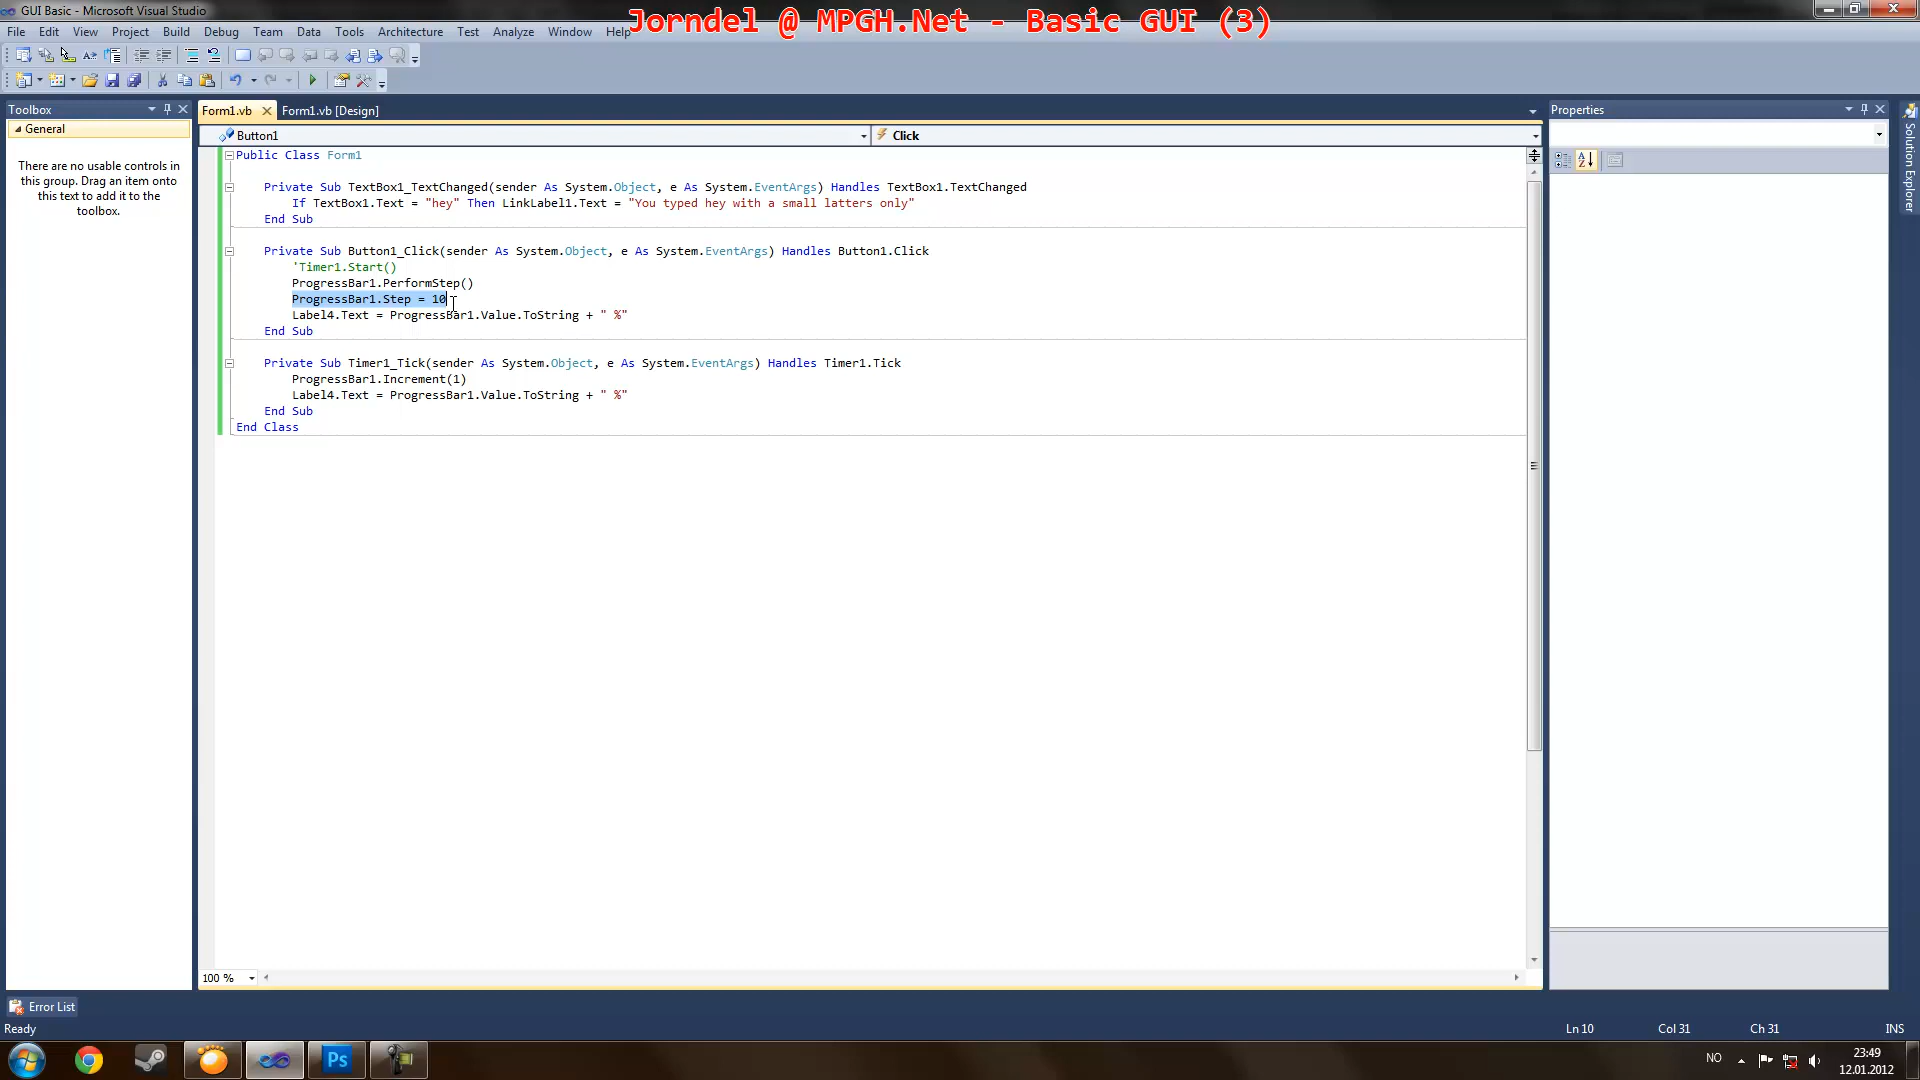 GUI Basic - Microsoft Visual Studio
Jorndel @ MPGH.Net - Basic GUI (3)
File Edit View Project Build Debug Team Data Tools Architecture Test Analyze Window Help
Toolbox
Form1.vb
Form1.vb [Design]
Properties
General
Button1
Click
There are no usable controls in
this group. Drag an item onto
this text to add it to the
toolbox.
Public Class Form1
Private Sub TextBox1_TextChanged(sender As System.Object, e As System.EventArgs) Handles TextBox1.TextChanged
If TextBox1.Text = "hey" Then LinkLabel1.Text = "You typed hey with a small latters only"
End Sub
Private Sub Button1_Click(sender As System.Object, e As System.EventArgs) Handles Button1.Click
'Timer1.Start()
ProgressBar1.PerformStep()
ProgressBar1.Step = 10
Label4.Text = ProgressBar1.Value.ToString + " %"
End Sub
Private Sub Timer1_Tick(sender As System.Object, e As System.EventArgs) Handles Timer1.Tick
ProgressBar1.Increment(1)
Label4.Text = ProgressBar1.Value.ToString + " %"
End Sub
End Class
Solution Explorer
100 %
Error List
Ready
Ln 10
Col 31
Ch 31
INS
Ps
NO
23:49
12.01.2012